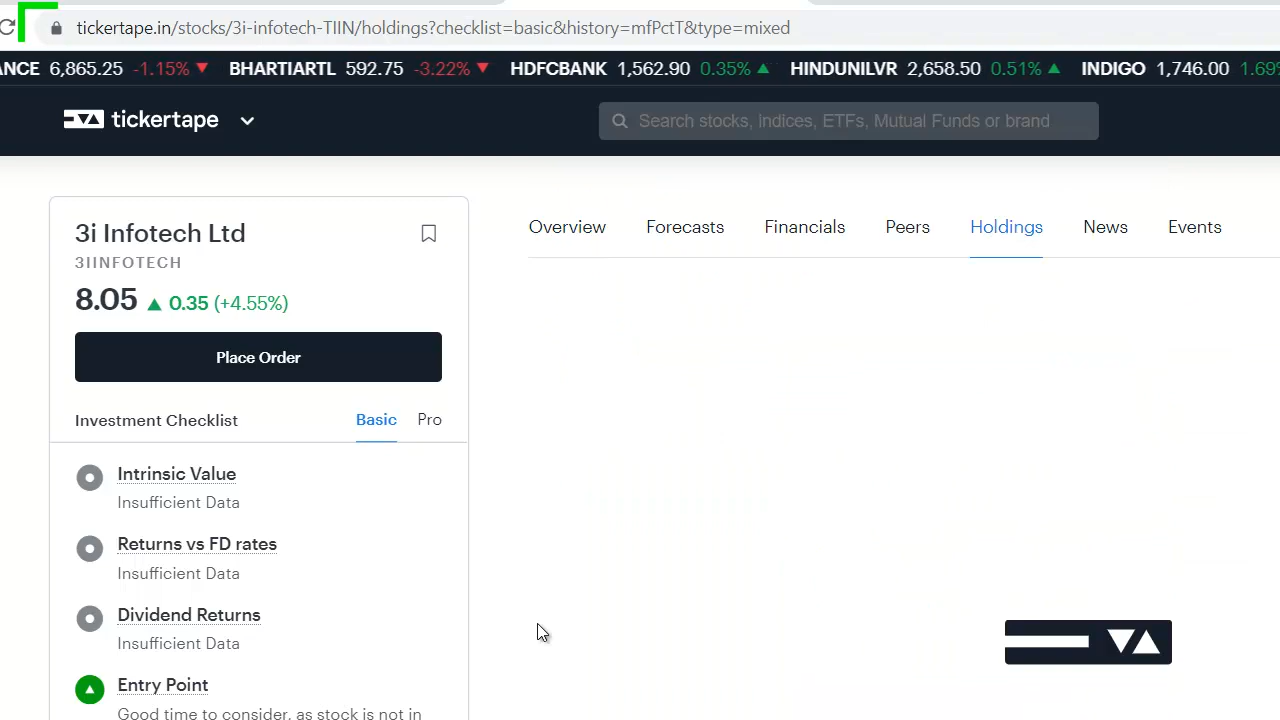 tickertape.in/stocks/3i-infotech-TIIN/holdings?checklist=basic&history=mfPctT&type=mixed
ANCE 6,865.25 -1.15% ▼ BHARTIARTL 592.75 -3.22% ▼ HDFCBANK 1,562.90 0.35% ▲ HINDUNILVR 2,658.50 0.51% ▲ INDIGO 1,746.00 1.69%
tickertape
Search stocks, indices, ETFs, Mutual Funds or brand
3i Infotech Ltd
3IINFOTECH
8.05 ▲ 0.35 (+4.55%)
Place Order
Investment Checklist Basic Pro
Intrinsic Value
Insufficient Data
Returns vs FD rates
Insufficient Data
Dividend Returns
Insufficient Data
Entry Point
Good time to consider, as stock is not in
Overview Forecasts Financials Peers Holdings News Events